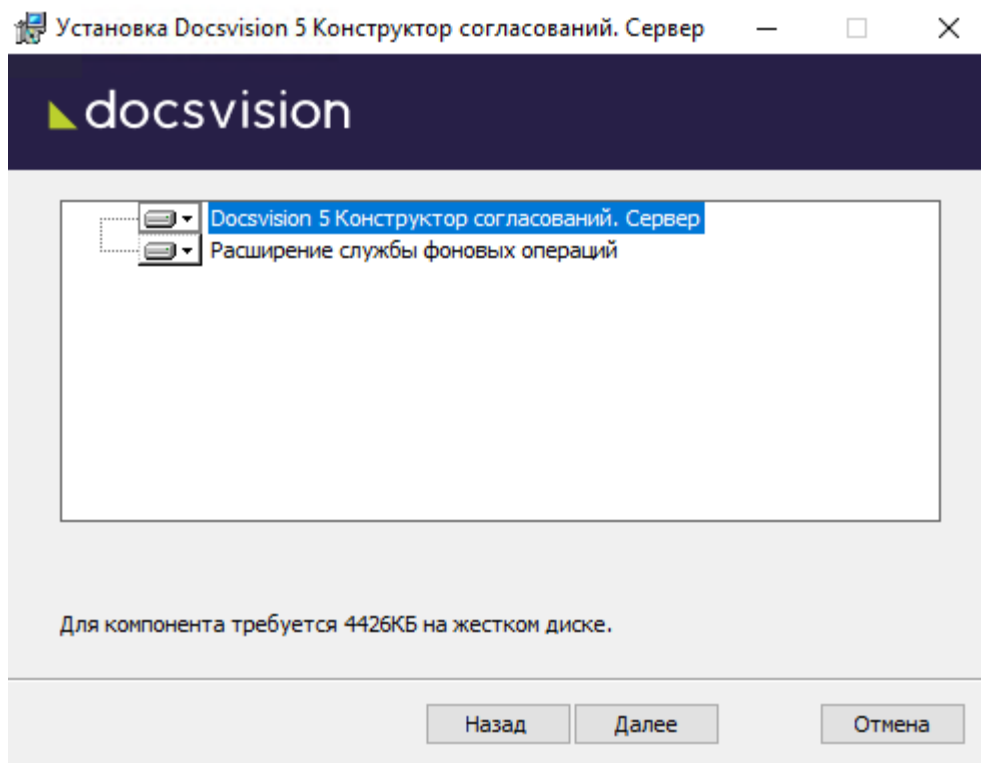 Установка Docsvision 5 Конструктор согласований. Сервер
docsvision
Docsvision 5 Конструктор согласований. Сервер
Расширение службы фоновых операций
Для компонента требуется 4426КБ на жестком диске.
Назад Далее Отмена